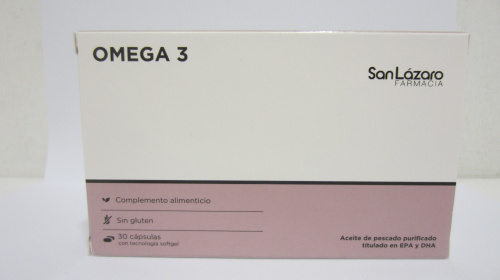 OMEGA 3
San Lázaro
FARMACIA
Complemento alimenticio
Sin gluten
30 cápsulas
con tecnología softgel
Aceite de pescado purificado
titulado en EPA y DHA